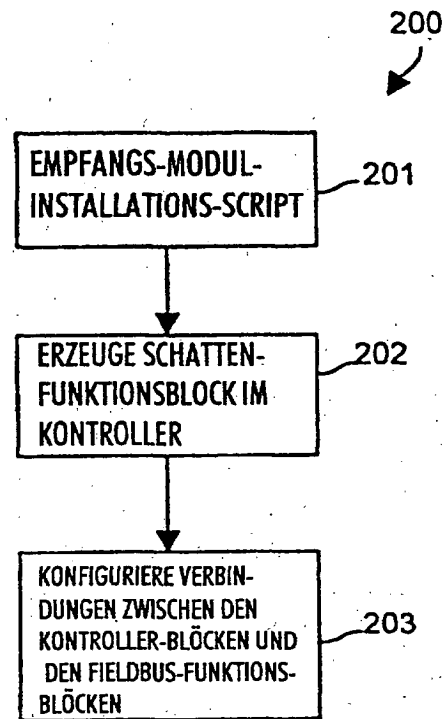 200
EMPFANGS-MODUL-
INSTALLATIONS-SCRIPT
201
ERZEUGE SCHATTEN-
FUNKTIONSBLOCK IM
KONTROLLER
202
KONFIGURIERE VERBIN-
DUNGEN ZWISCHEN DEN
KONTROLLER-BLÖCKEN UND
DEN FIELDBUS-FUNKTIONS-
BLÖCKEN
203